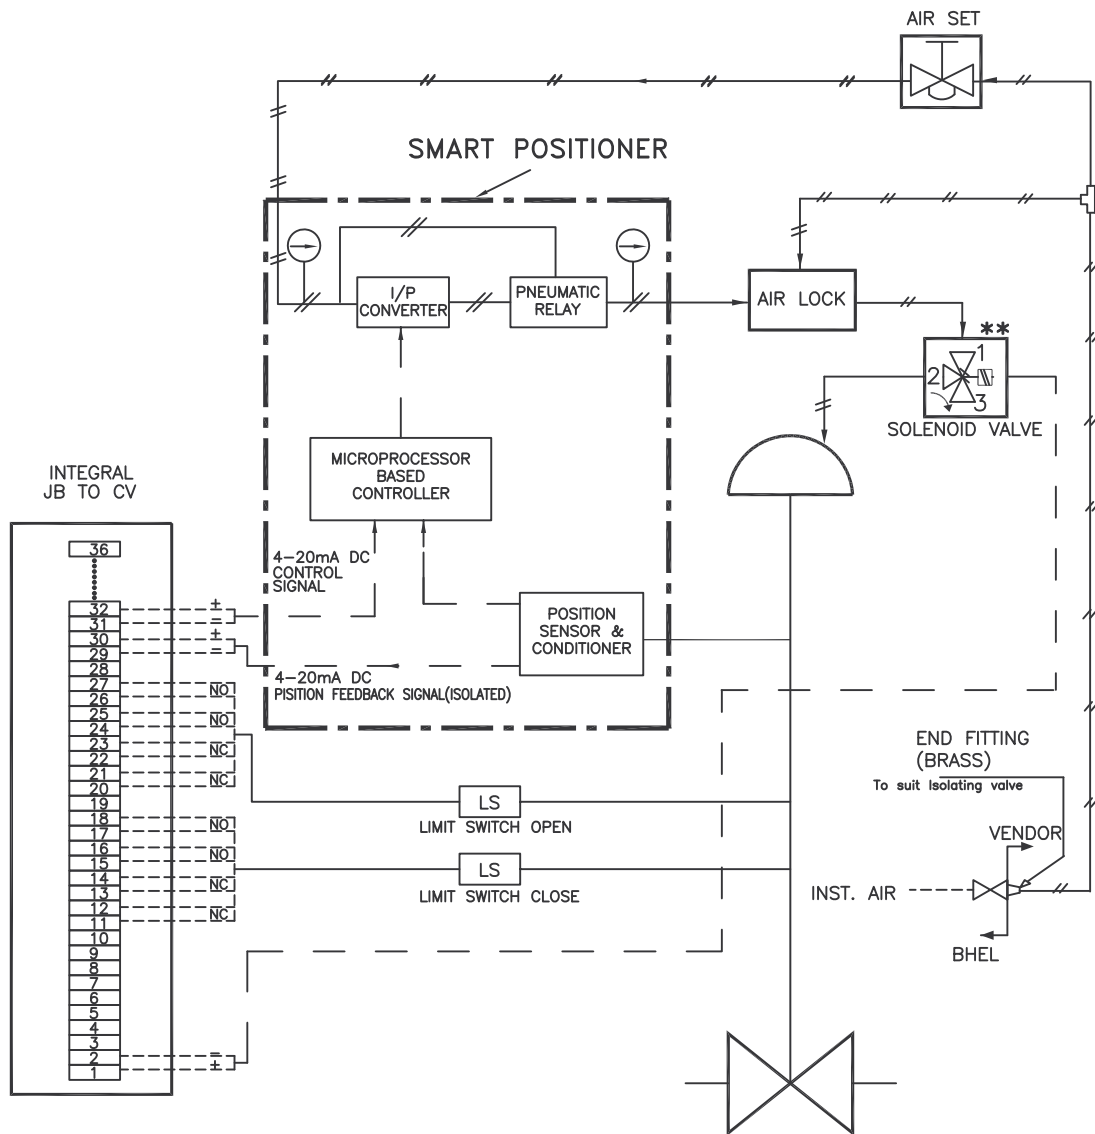 AIR SET
SMART POSITIONER
I/P
CONVERTER
PNEUMATIC
RELAY
AIR LOCK
**
1
2
3
SOLENOID VALVE
MICROPROCESSOR
BASED
CONTROLLER
INTEGRAL
JB TO CV
4-20mA DC
CONTROL
SIGNAL
POSITION
SENSOR &
CONDITIONER
4-20mA DC
PISITION FEEDBACK SIGNAL(ISOLATED)
36
32 +
31 -
30 +
29 -
28
27
26 NO
25
24 NO
23
22 NC
21
20 NC
19
18
17 NO
16
15 NO
14
13 NC
12
11 NC
10
9
8
7
6
5
4
3
2 -
1 +
LS
LIMIT SWITCH OPEN
LS
LIMIT SWITCH CLOSE
END FITTING
(BRASS)
To suit Isolating valve
VENDOR
INST. AIR
BHEL